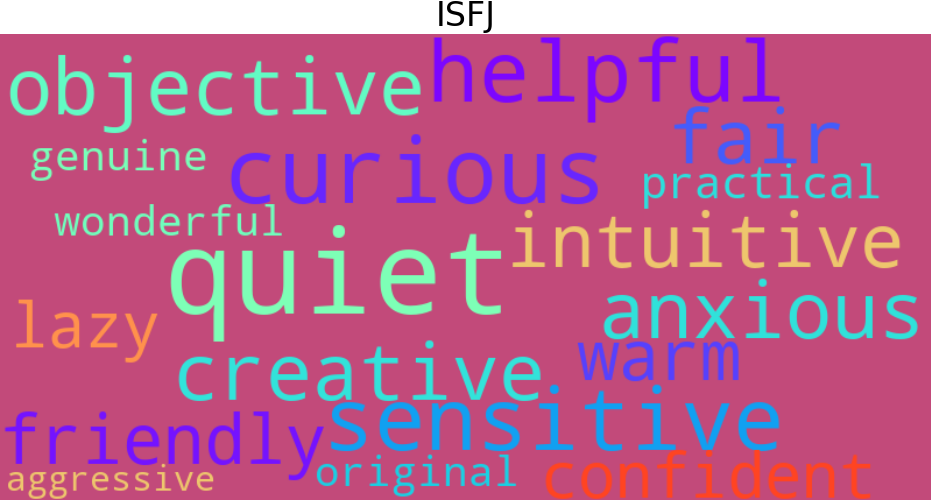 ISFJ
objective
helpful
fair
genuine
curious
practical
wonderful
intuitive
quiet
anxious
lazy
warm
creative
sensitive
friendly
original
confident
aggressive